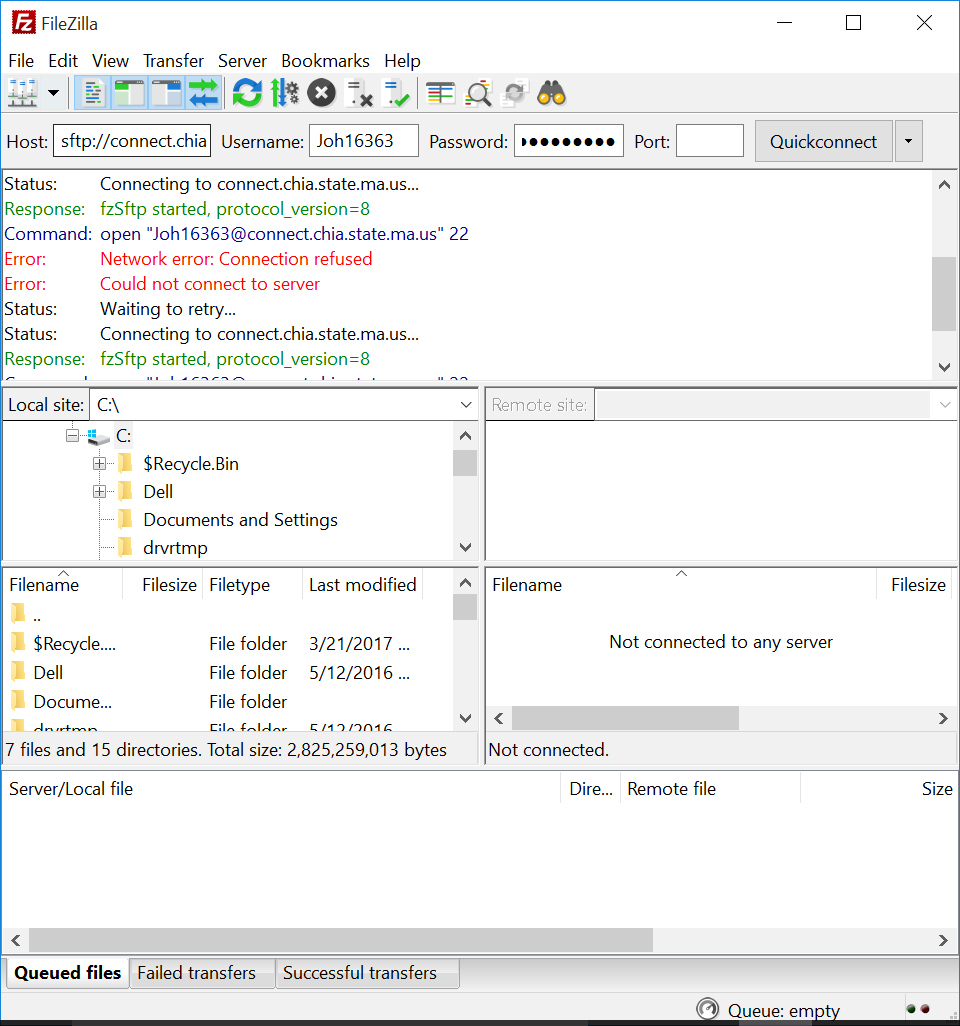 FileZilla
File Edit View Transfer Server Bookmarks Help
Host: sftp://connect.chia Username: Joh16363 Password: ●●●●●●●●● Port: Quickconnect
Status: Connecting to connect.chia.state.ma.us...
Response: fzSftp started, protocol_version=8
Command: open "Joh16363@connect.chia.state.ma.us" 22
Error: Network error: Connection refused
Error: Could not connect to server
Status: Waiting to retry...
Status: Connecting to connect.chia.state.ma.us...
Response: fzSftp started, protocol_version=8
Local site: C:\ Remote site:
C:
$Recycle.Bin
Dell
Documents and Settings
drvrtmp
Filename Filesize Filetype Last modified Filename Filesize
..
$Recycle.... File folder 3/21/2017 ... Not connected to any server
Dell File folder 5/12/2016 ...
Docume... File folder
drvrtmp File folder 5/12/2016
7 files and 15 directories. Total size: 2,825,259,013 bytes Not connected.
Server/Local file Dire... Remote file Size
Queued files Failed transfers Successful transfers
Queue: empty